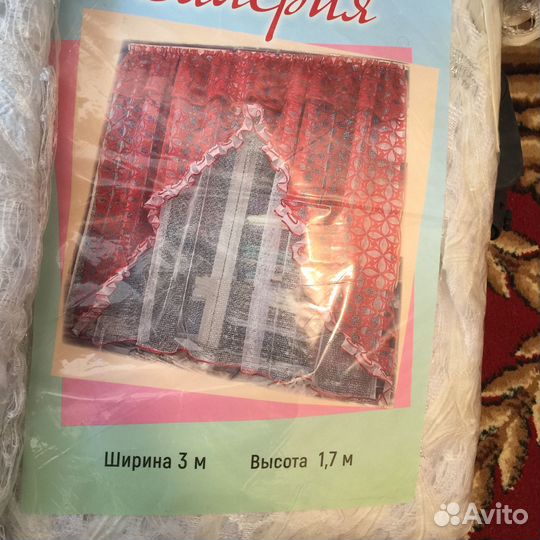 Ширина 3 м Высота 1,7 м
Avito